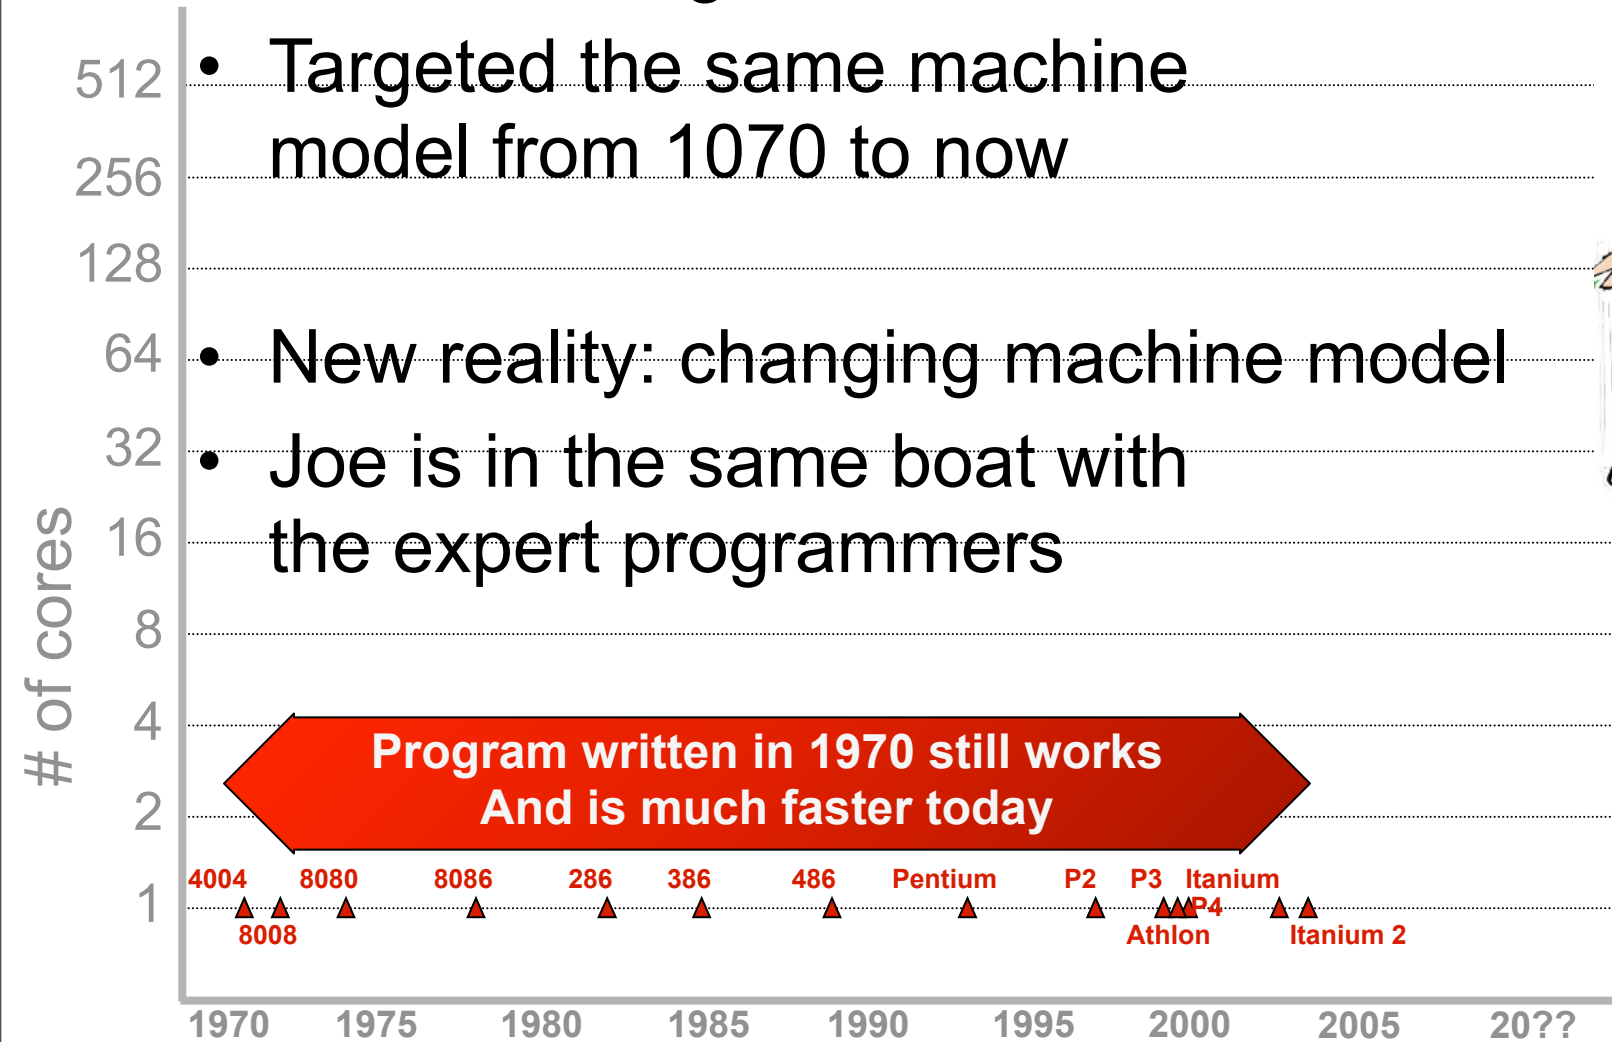 512
• Targeted the same machine
model from 1070 to now
256
128
64
• New reality: changing machine model
32
• Joe is in the same boat with
the expert programmers
16
8
4
2
1
# of cores
Program written in 1970 still works
And is much faster today
4004 8080 8086 286 386 486 Pentium P2 P3 Itanium
P4
8008 Athlon Itanium 2
1970 1975 1980 1985 1990 1995 2000 2005 20??